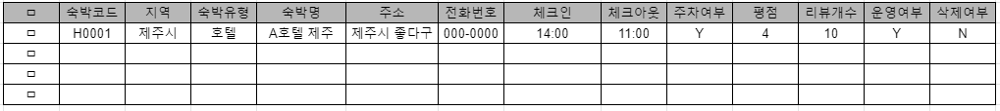 ㅁ 숙박코드 지역 숙박유형 숙박명 주소 전화번호 체크인 체크아웃 주차여부 평점 리뷰개수 운영여부 삭제여부
ㅁ H0001 제주시 호텔 A호텔 제주 제주시 좋다구 000-0000 14:00 11:00 Y 4 10 Y N
ㅁ
ㅁ
ㅁ